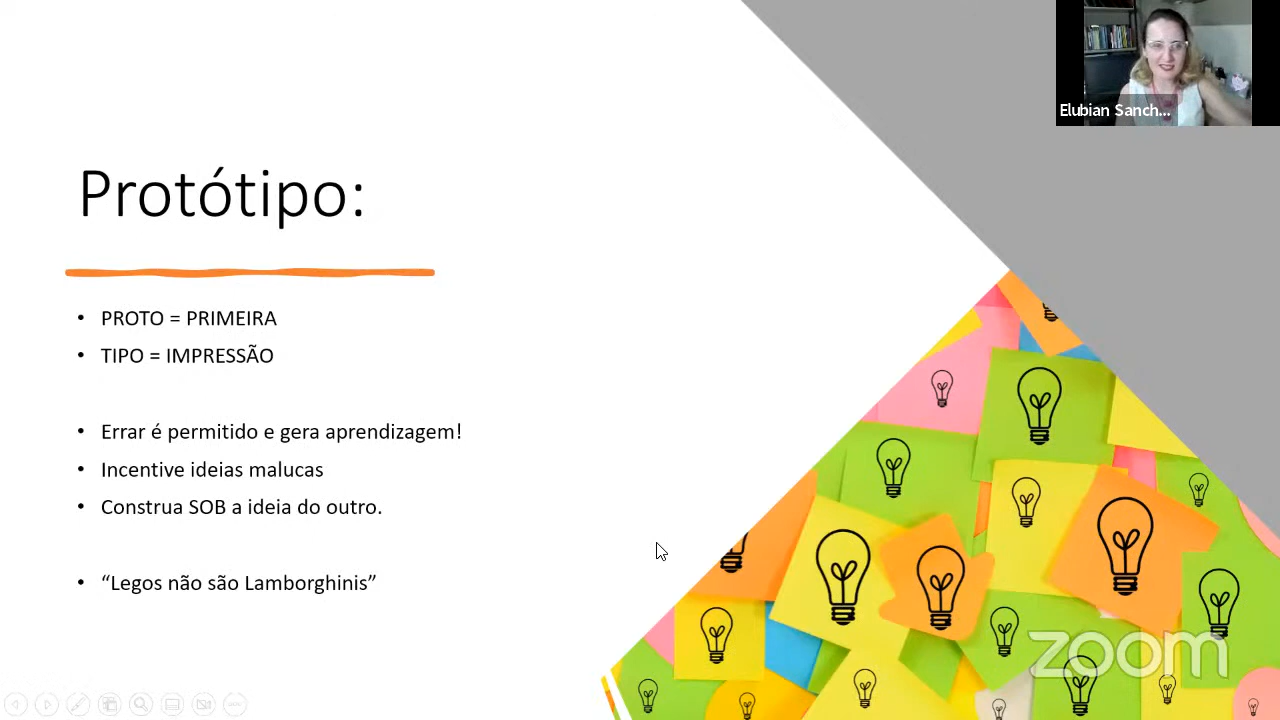 Elubian Sanch...
Protótipo:
• PROTO = PRIMEIRA
• TIPO = IMPRESSÃO
• Errar é permitido e gera aprendizagem!
• Incentive ideias malucas
• Construa SOB a ideia do outro.
• “Legos não são Lamborghinis”
zoom